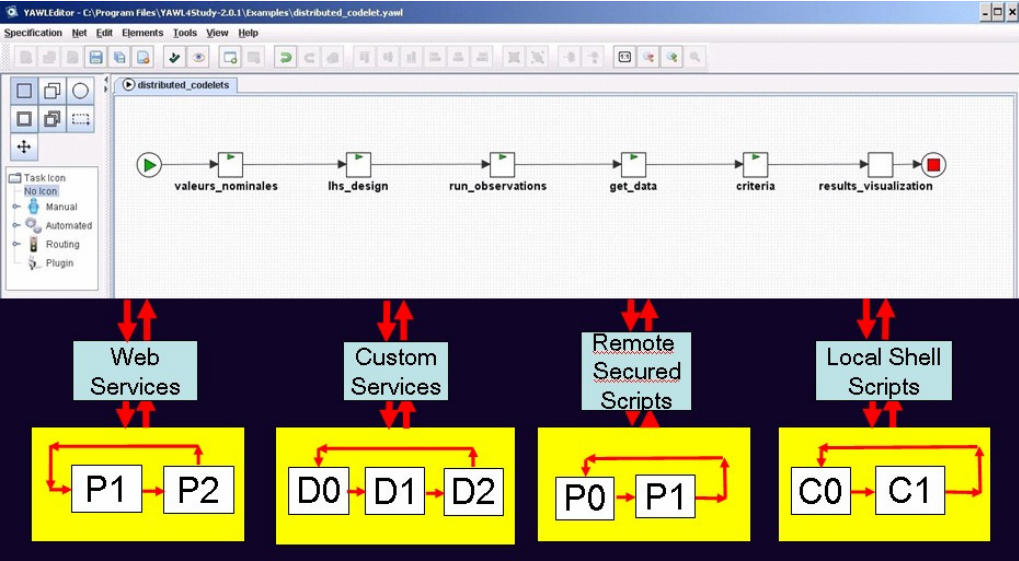 YAWLEditor - C:\Program Files\YAWL4Study-2.0.1\Examples\distributed_codelet.yawl
Specification Net Edit Elements Tools View Help
distributed_codelets
valeurs_nominales lhs_design run_observations get_data criteria results_visualization
Task Icon
No Icon
Manual
Automated
Routing
Plugin
Web
Services
Custom
Services
Remote
Secured
Scripts
Local Shell
Scripts
P1 P2
D0 D1 D2
P0 P1
C0 C1